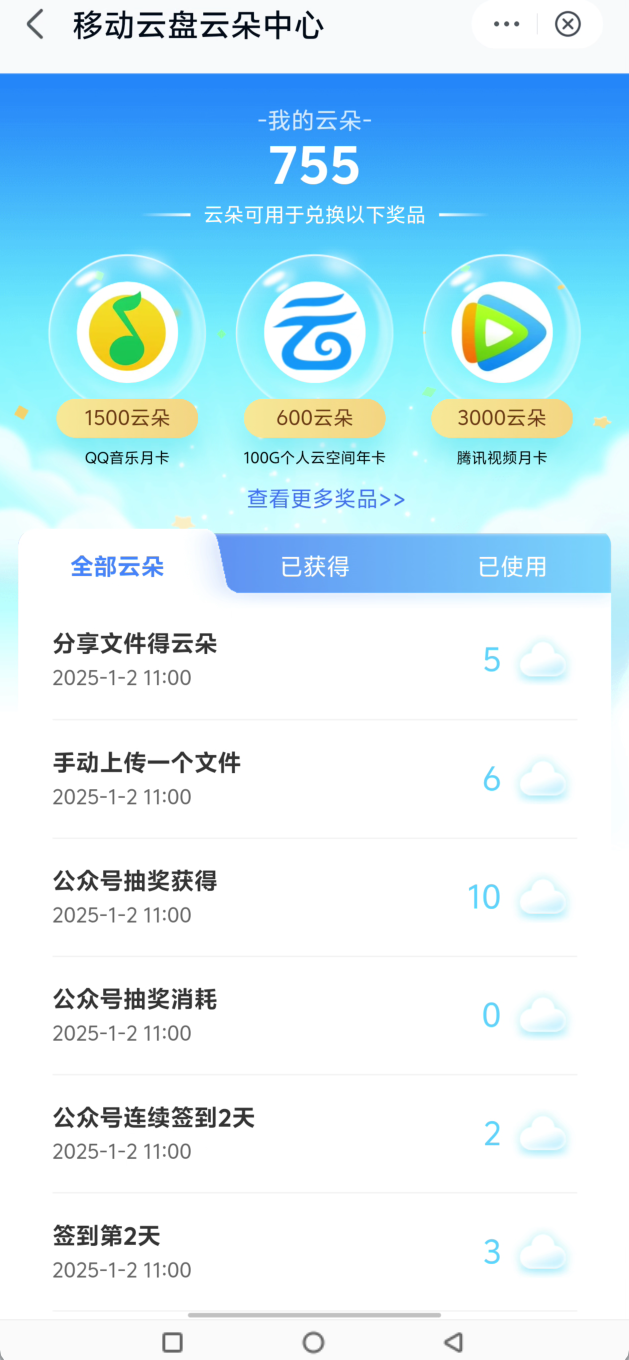 移动云盘云朵中心
-我的云朵-
755
云朵可用于兑换以下奖品
云
1500云朵
600云朵
3000云朵
QQ音乐月卡
100G个人云空间年卡
腾讯视频月卡
查看更多奖品>>
全部云朵
已获得
已使用
分享文件得云朵
5
2025-1-2 11:00
手动上传一个文件
6
2025-1-2 11:00
公众号抽奖获得
10
2025-1-2 11:00
公众号抽奖消耗
0
2025-1-2 11:00
公众号连续签到2天
2
2025-1-2 11:00
签到第2天
3
2025-1-2 11:00